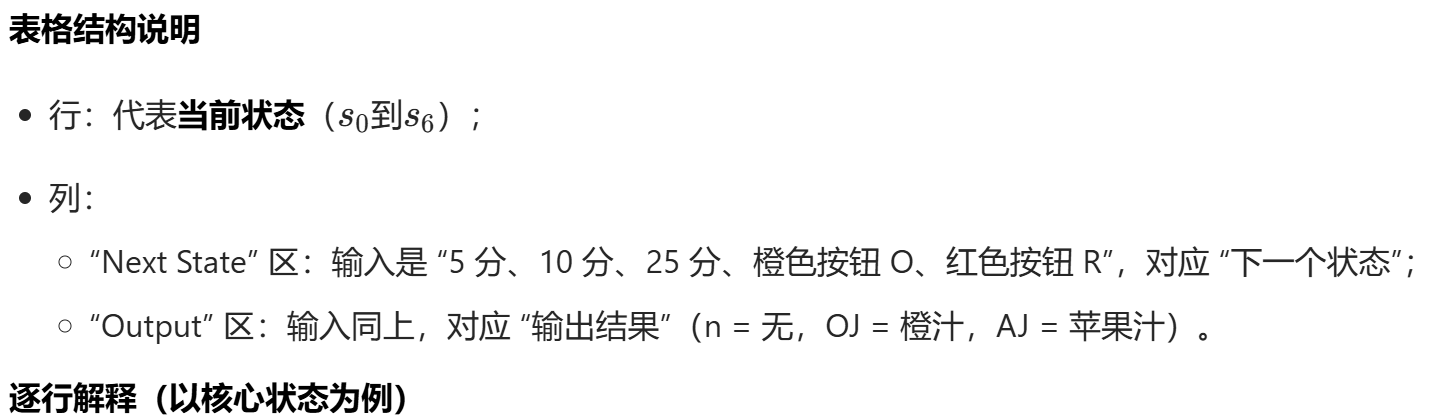 表格结构说明
行：代表当前状态（s₀到s₆）；
列：
“Next State” 区：输入是 “5 分、10 分、25 分、橙色按钮 O、红色按钮 R”，对应 “下一个状态”；
“Output” 区：输入同上，对应 “输出结果”（n = 无，OJ = 橙汁，AJ = 苹果汁）。
逐行解释（以核心状态为例）